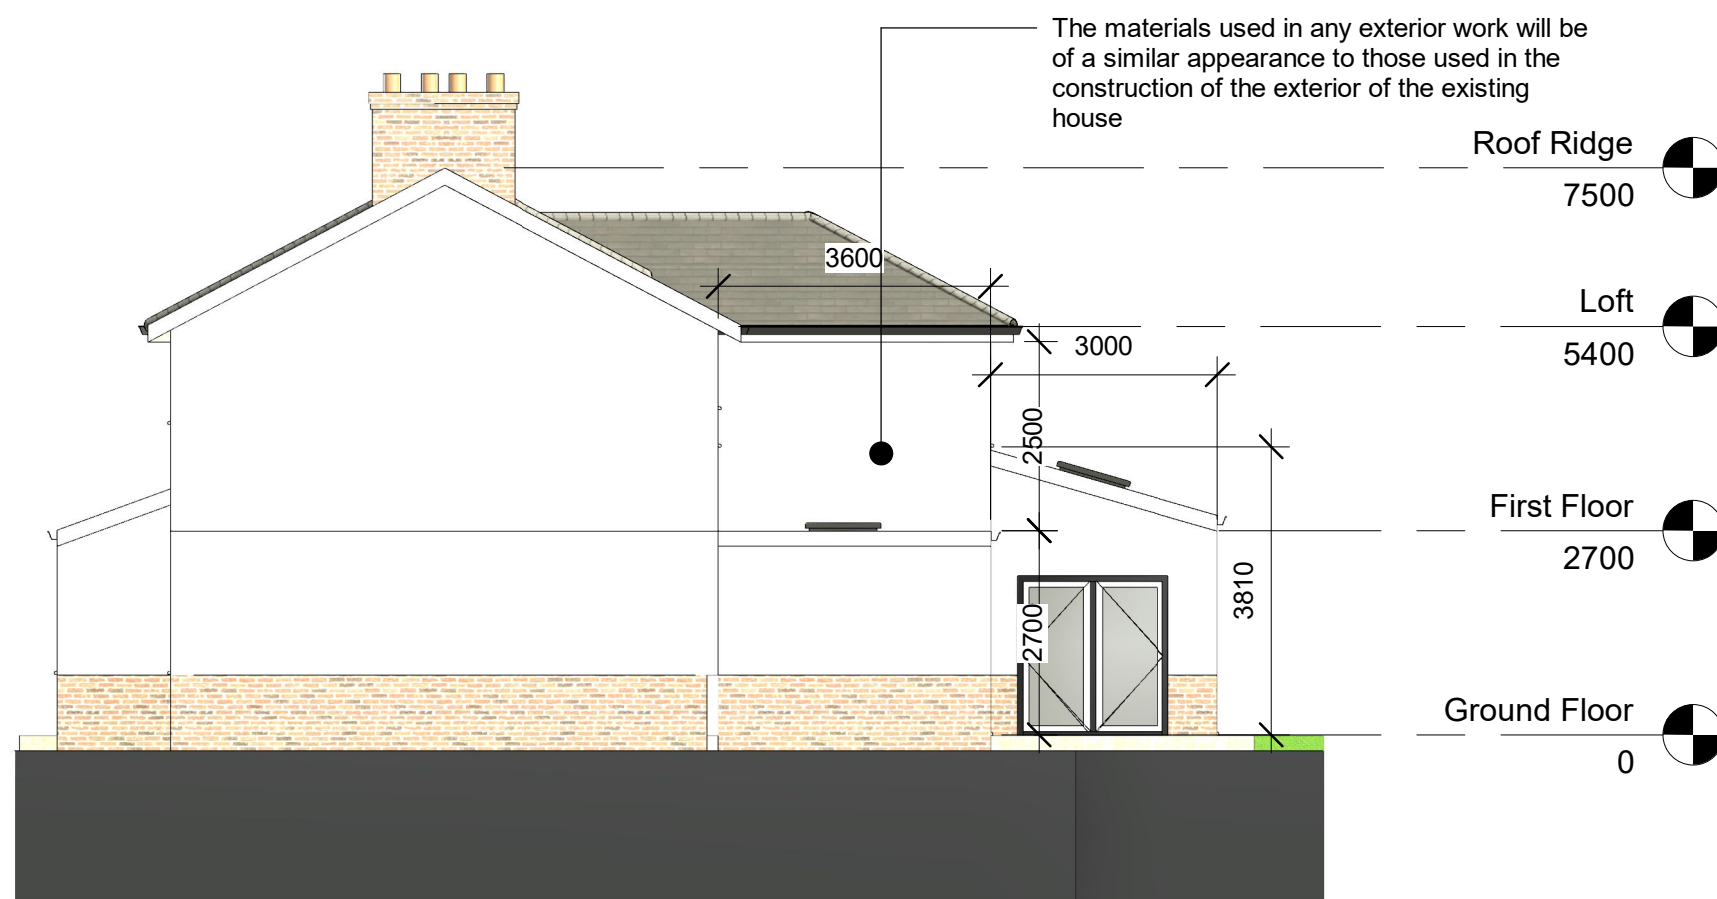 The materials used in any exterior work will be
of a similar appearance to those used in the
construction of the exterior of the existing
house
Roof Ridge
7500
3600
Loft
5400
3000
2500
First Floor
2700
3810
2700
Ground Floor
0